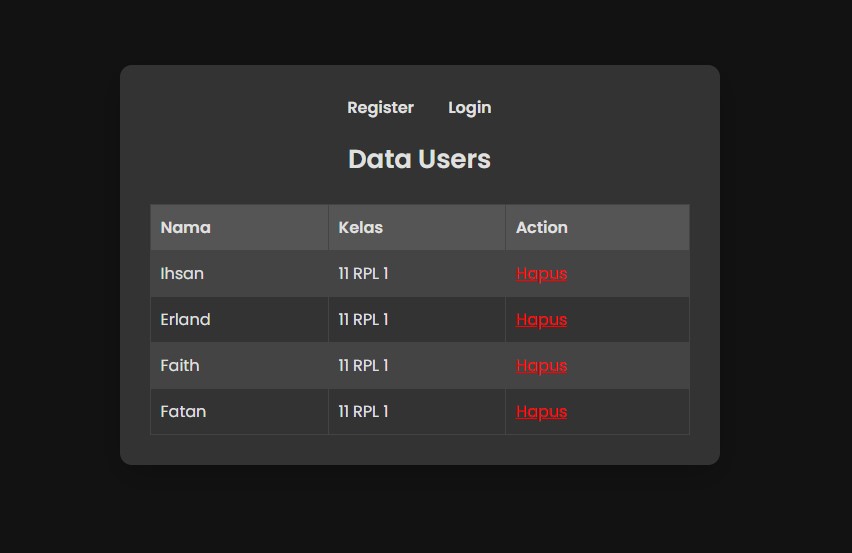 Register Login
Data Users
Nama Kelas Action
Ihsan 11 RPL 1 Hapus
Erland 11 RPL 1 Hapus
Faith 11 RPL 1 Hapus
Fatan 11 RPL 1 Hapus